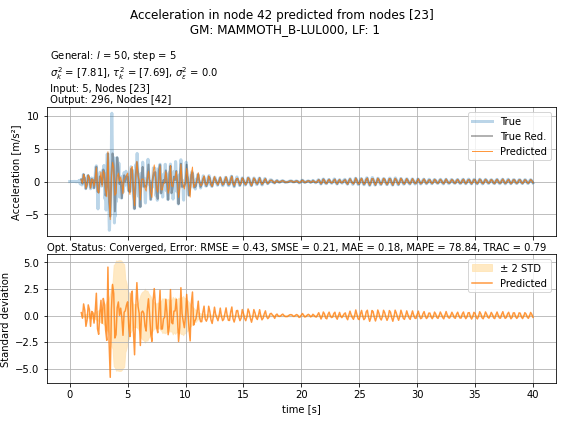 Acceleration in node 42 predicted from nodes [23]
GM: MAMMOTH_B-LUL000, LF: 1
General: l = 50, step = 5
σ²ₖ = [7.81], τ²ₖ = [7.69], σ²ε = 0.0
Input: 5, Nodes [23]
Output: 296, Nodes [42]
10
5
0
−5
Acceleration [m/s²]
True
True Red.
Predicted
Opt. Status: Converged, Error: RMSE = 0.43, SMSE = 0.21, MAE = 0.18, MAPE = 78.84, TRAC = 0.79
5.0
2.5
0.0
−2.5
−5.0
Standard deviation
± 2 STD
Predicted
0 5 10 15 20 25 30 35 40
time [s]